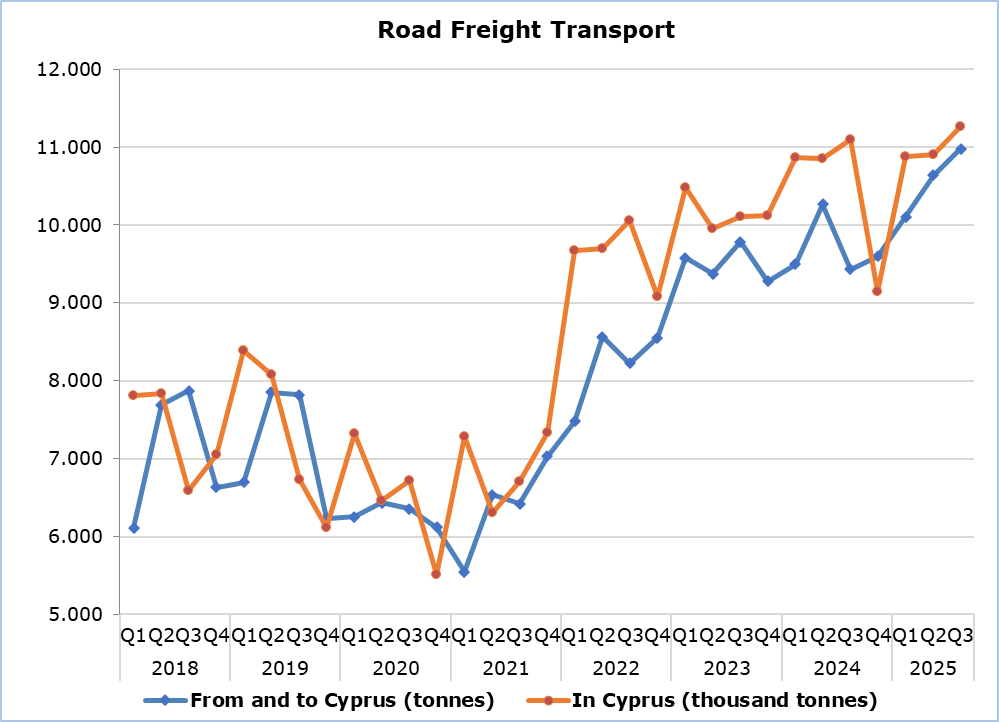 Road Freight Transport
12.000
11.000
10.000
9.000
8.000
7.000
6.000
5.000
Q1 Q2 Q3 Q4 Q1 Q2 Q3 Q4 Q1 Q2 Q3 Q4 Q1 Q2 Q3 Q4 Q1 Q2 Q3 Q4 Q1 Q2 Q3 Q4 Q1 Q2 Q3 Q4 Q1 Q2 Q3
2018 2019 2020 2021 2022 2023 2024 2025
From and to Cyprus (tonnes) In Cyprus (thousand tonnes)